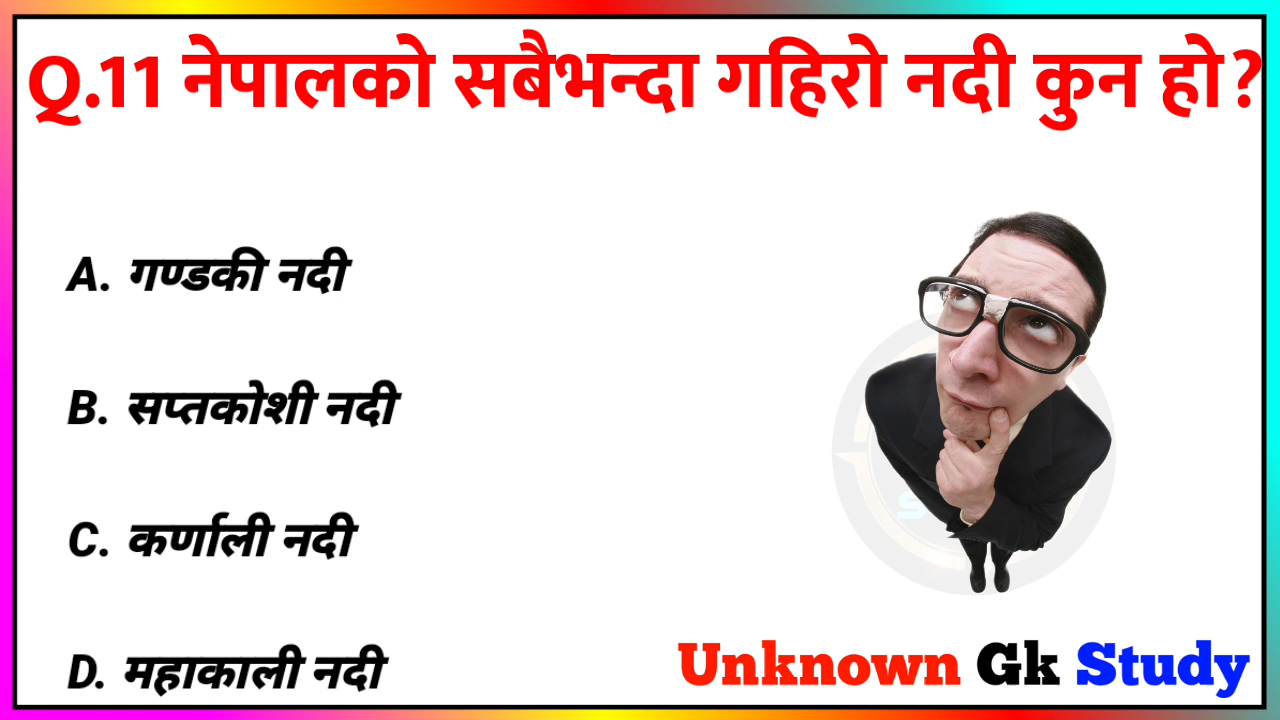 Q.11 नेपालको सबैभन्दा गहिरो नदी कुन हो?
A. गण्डकी नदी
B. सप्तकोशी नदी
C. कर्णाली नदी
D. महाकाली नदी
Unknown Gk Study